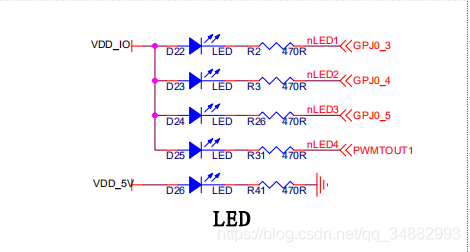 VDD_IO D22 LED R2 470R nLED1 GPJ0_3
D23 LED R3 470R nLED2 GPJ0_4
D24 LED R26 470R nLED3 GPJ0_5
D25 LED R31 470R nLED4 PWMTOUT1
VDD_5V D26 LED R41 470R
LED
https://blog.csdn.net/qq_34882993